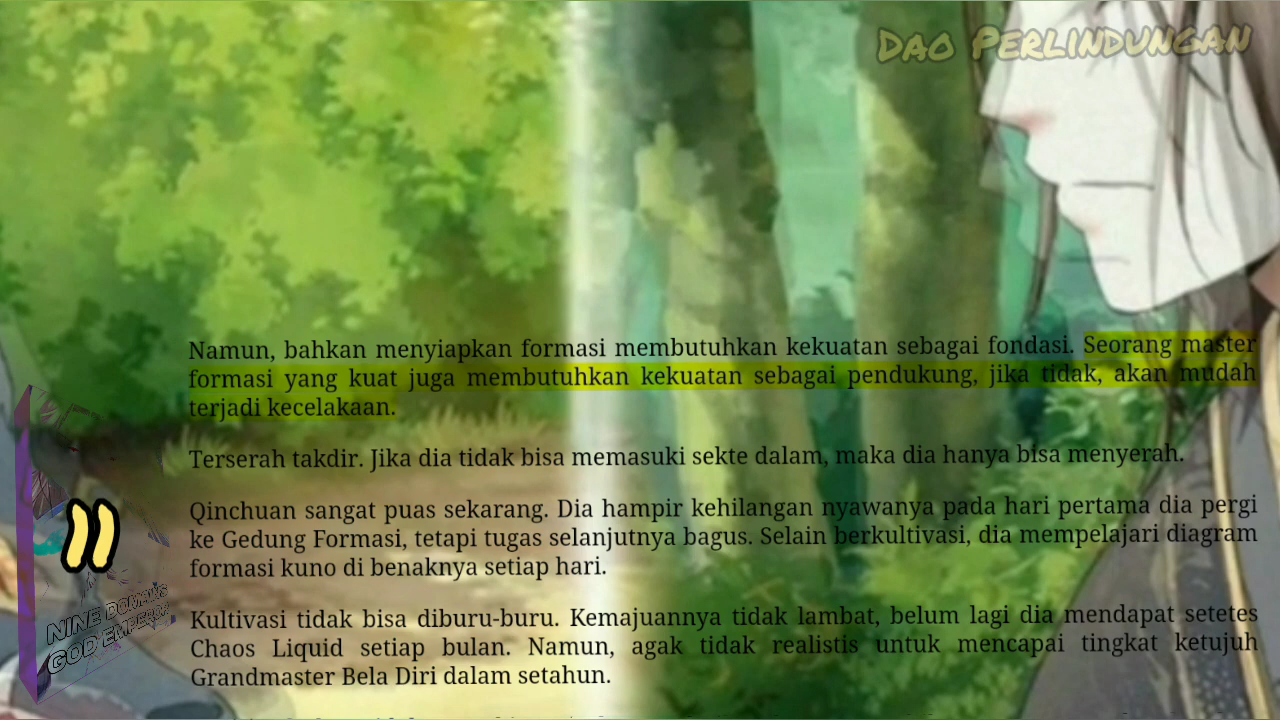 Dao Perlindungan
Namun, bahkan menyiapkan formasi membutuhkan kekuatan sebagai fondasi. Seorang master
formasi yang kuat juga membutuhkan kekuatan sebagai pendukung, jika tidak, akan mudah
terjadi kecelakaan.
Terserah takdir. Jika dia tidak bisa memasuki sekte dalam, maka dia hanya bisa menyerah.
Qinchuan sangat puas sekarang. Dia hampir kehilangan nyawanya pada hari pertama dia pergi
ke Gedung Formasi, tetapi tugas selanjutnya bagus. Selain berkultivasi, dia mempelajari diagram
formasi kuno di benaknya setiap hari.
Kultivasi tidak bisa diburu-buru. Kemajuannya tidak lambat, belum lagi dia mendapat setetes
Chaos Liquid setiap bulan. Namun, agak tidak realistis untuk mencapai tingkat ketujuh
Grandmaster Bela Diri dalam setahun.
NINE DOMAINS
GOD EMPEROR